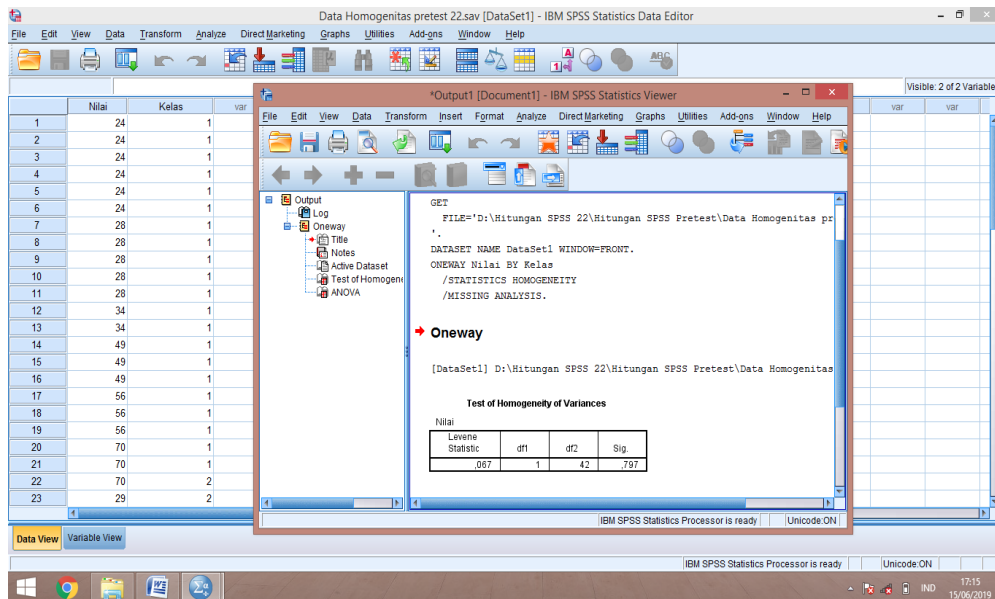 Data Homogenitas pretest 22.sav [DataSet1] - IBM SPSS Statistics Data Editor
File Edit View Data Transform Analyze Direct Marketing Graphs Utilities Add-ons Window Help
Visible: 2 of 2 Variable
Nilai Kelas var var var
1 24 1
2 24 1
3 24 1
4 24 1
5 24 1
6 24 1
7 28 1
8 28 1
9 28 1
10 28 1
11 28 1
12 34 1
13 34 1
14 49 1
15 49 1
16 49 1
17 56 1
18 56 1
19 56 1
20 70 1
21 70 1
22 70 2
23 29 2
Data View Variable View
*Output1 [Document1] - IBM SPSS Statistics Viewer
File Edit View Data Transform Insert Format Analyze Direct Marketing Graphs Utilities Add-ons Window Help
Output
Log
Oneway
Title
Notes
Active Dataset
Test of Homogene
ANOVA
GET
FILE='D:\Hitungan SPSS 22\Hitungan SPSS Pretest\Data Homogenitas pr
'.
DATASET NAME DataSet1 WINDOW=FRONT.
ONEWAY Nilai BY Kelas
/STATISTICS HOMOGENEITY
/MISSING ANALYSIS.
Oneway
[DataSet1] D:\Hitungan SPSS 22\Hitungan SPSS Pretest\Data Homogenitas
Test of Homogeneity of Variances
Nilai
Levene Statistic df1 df2 Sig.
,067 1 42 ,797
IBM SPSS Statistics Processor is ready Unicode:ON
IBM SPSS Statistics Processor is ready Unicode:ON
IND 17:15
15/06/2019